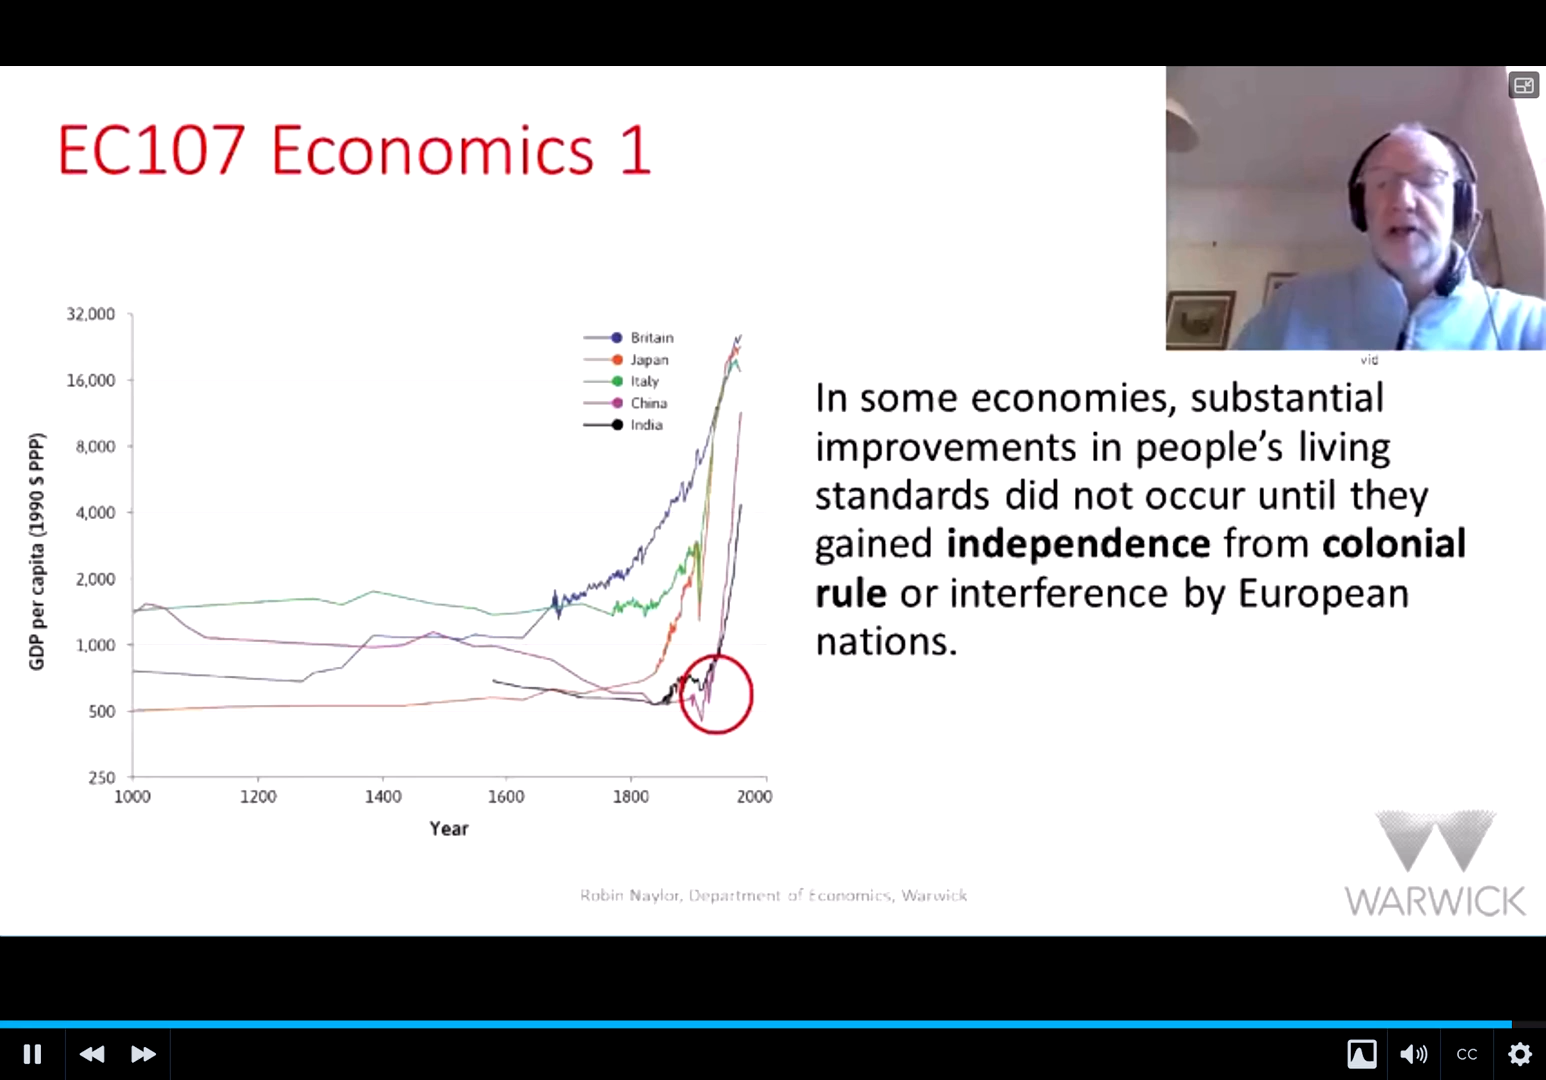 EC107 Economics 1
vid
32,000
16,000
8,000
4,000
2,000
1,000
500
250
GDP per capita (1990 $ PPP)
Britain
Japan
Italy
China
India
1000 1200 1400 1600 1800 2000
Year
In some economies, substantial
improvements in people’s living
standards did not occur until they
gained independence from colonial
rule or interference by European
nations.
Robin Naylor, Department of Economics, Warwick
WARWICK
CC